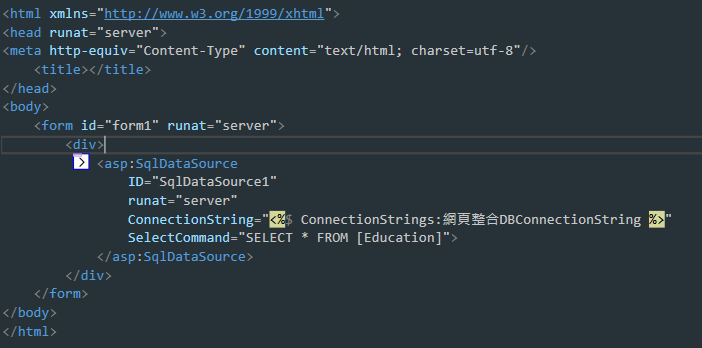 <html xmlns="http://www.w3.org/1999/xhtml">
<head runat="server">
<meta http-equiv="Content-Type" content="text/html; charset=utf-8"/>
    <title></title>
</head>
<body>
    <form id="form1" runat="server">
        <div>
            <asp:SqlDataSource
                ID="SqlDataSource1"
                runat="server"
                ConnectionString="<%$ ConnectionStrings:網頁整合DBConnectionString %>"
                SelectCommand="SELECT * FROM [Education]">
            </asp:SqlDataSource>
        </div>
    </form>
</body>
</html>